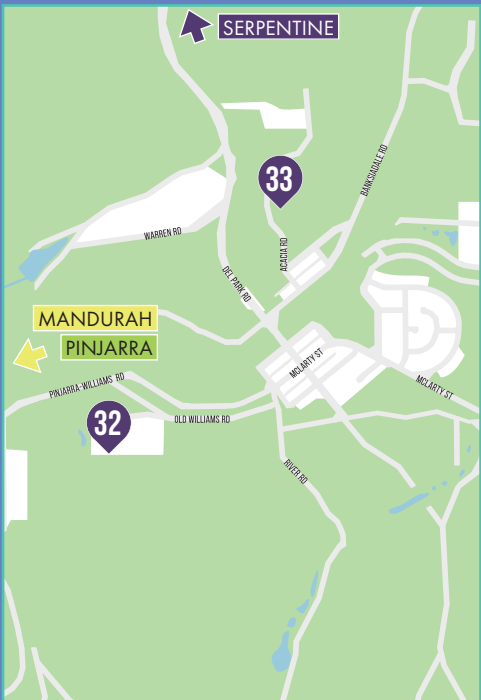 SERPENTINE
BANKSIADALE RD
33
WARREN RD
ACACIA RD
DEL PARK RD
MANDURAH
PINJARRA
MCLARTY ST
PINJARRA-WILLIAMS RD
MCLARTY ST
32
OLD WILLIAMS RD
RIVER RD